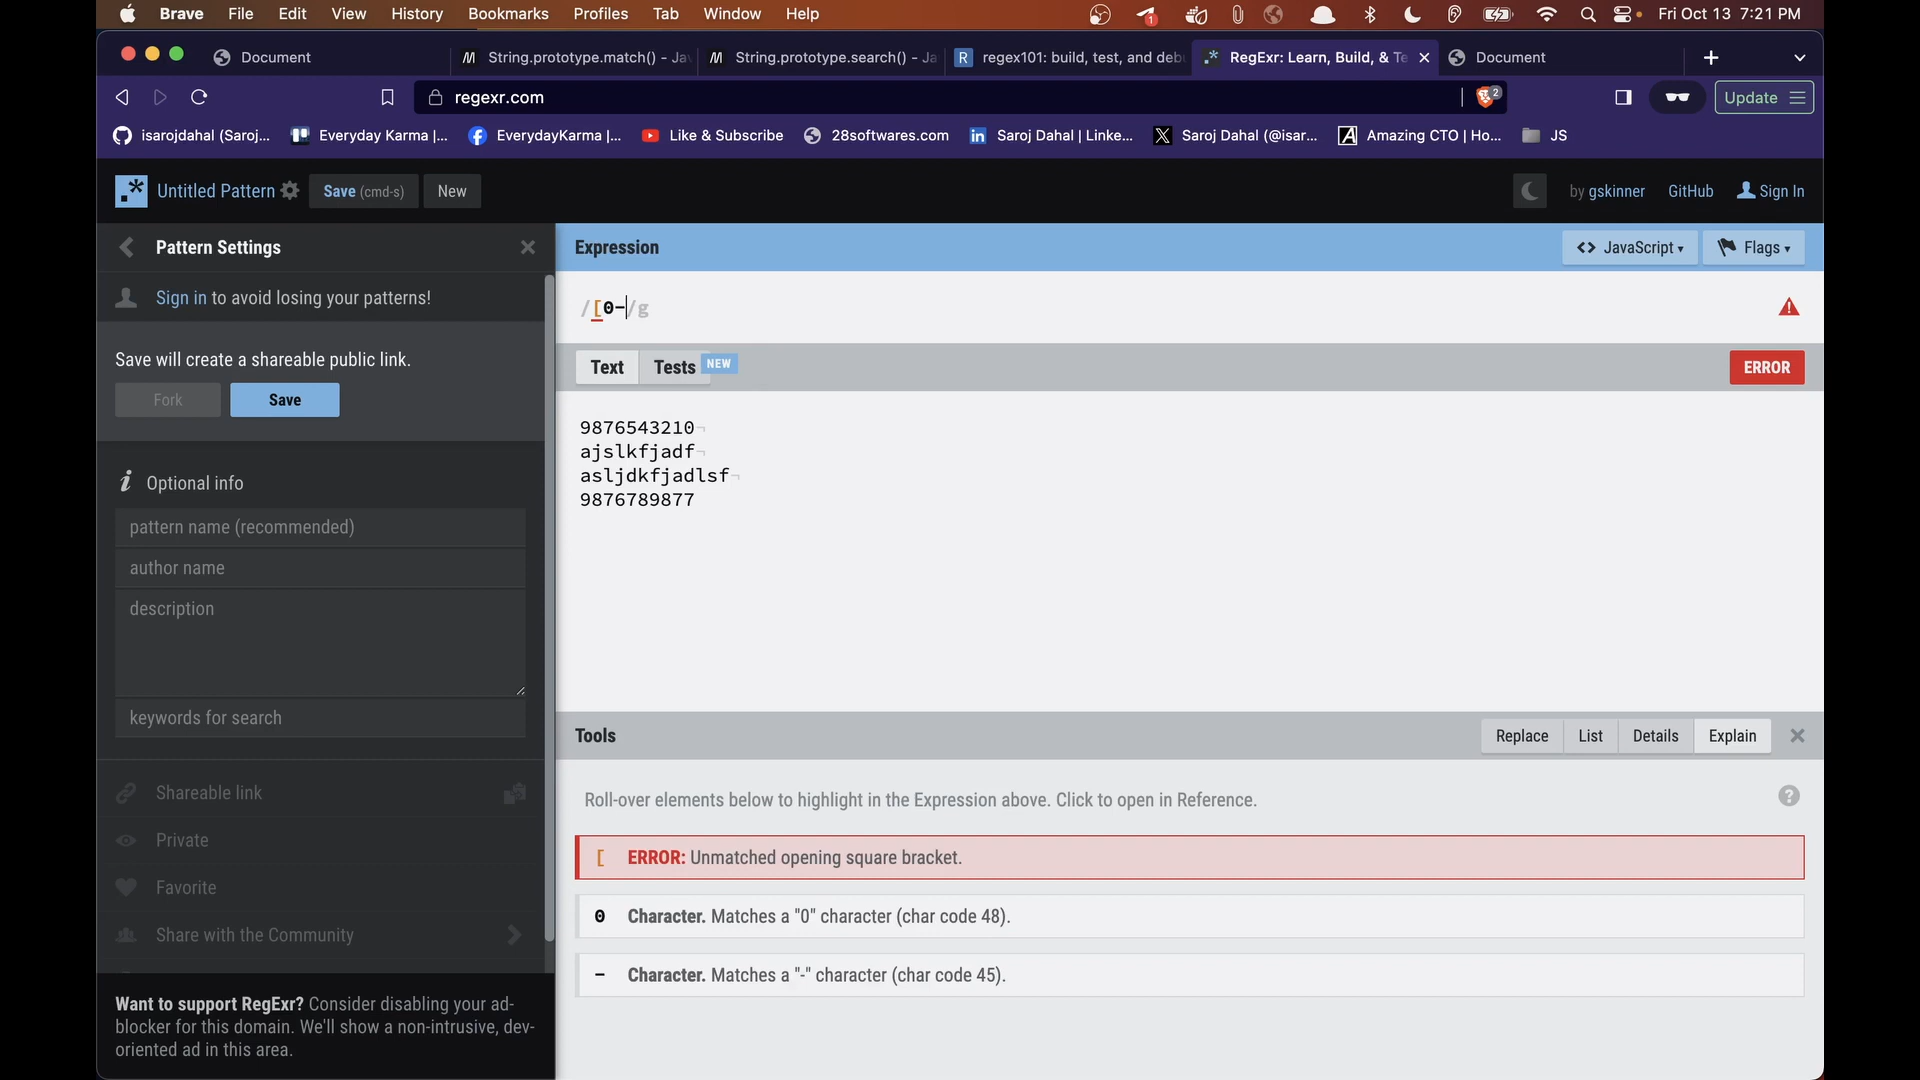 Brave File Edit View History Bookmarks Profiles Tab Window Help 1 Fri Oct 13 7:21 PM
Document String.prototype.match() - Ja String.prototype.search() - Ja R regex101: build, test, and deb RegExr: Learn, Build, & Te Document
regexr.com 2 Update
isarojdahal (Saroj... Everyday Karma |... EverydayKarma |... Like & Subscribe 28softwares.com Saroj Dahal | Linke... Saroj Dahal (@isar... Amazing CTO | Ho... JS
Untitled Pattern Save (cmd-s) New by gskinner GitHub Sign In
Pattern Settings
Sign in to avoid losing your patterns!
Save will create a shareable public link.
Fork Save
Optional info
pattern name (recommended)
author name
description
keywords for search
Shareable link
Private
Favorite
Share with the Community
Want to support RegExr? Consider disabling your ad-
blocker for this domain. We'll show a non-intrusive, dev-
oriented ad in this area.
Expression <> JavaScript Flags
/[0-/g
Text Tests NEW ERROR
9876543210
ajslkfjadf
asljdkfjadlsf
9876789877
Tools Replace List Details Explain
Roll-over elements below to highlight in the Expression above. Click to open in Reference. ?
[ ERROR: Unmatched opening square bracket.
0 Character. Matches a "0" character (char code 48).
- Character. Matches a "-" character (char code 45).